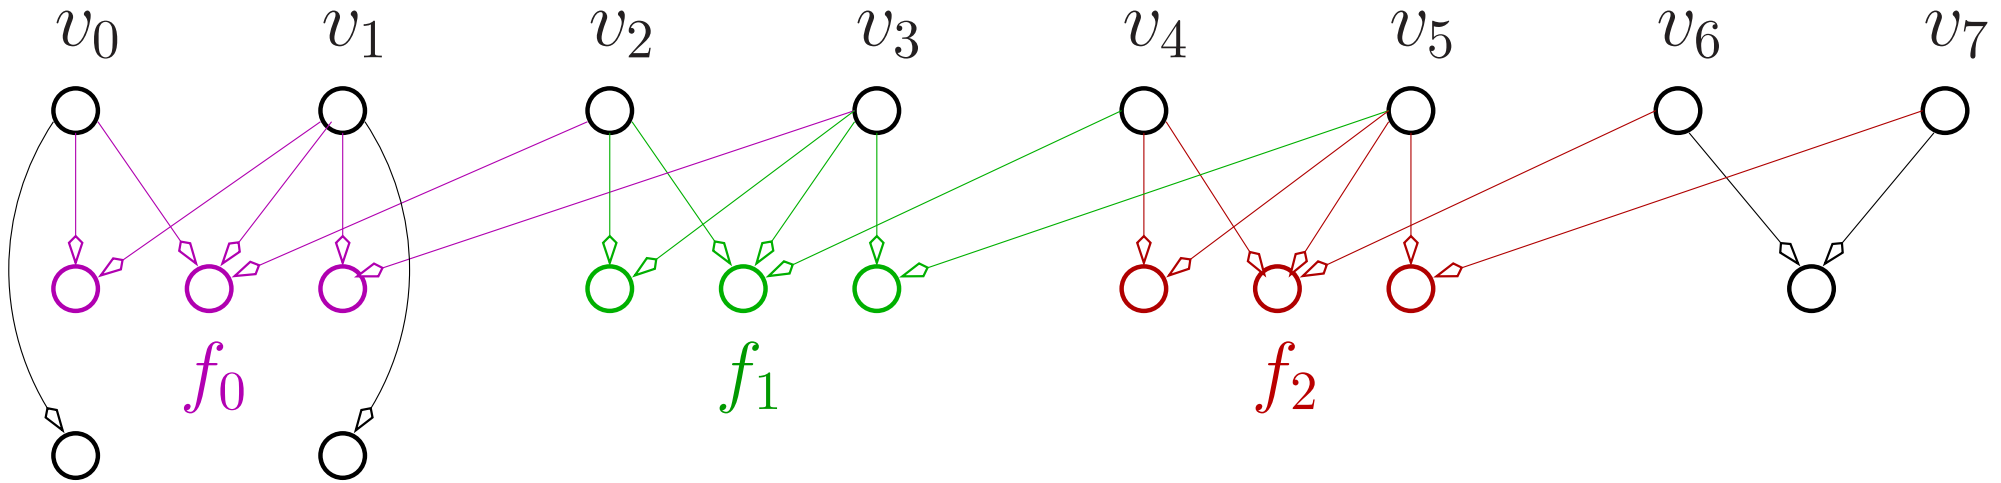 v₀ v₁ v₂ v₃ v₄ v₅ v₆ v₇
f₀ f₁ f₂